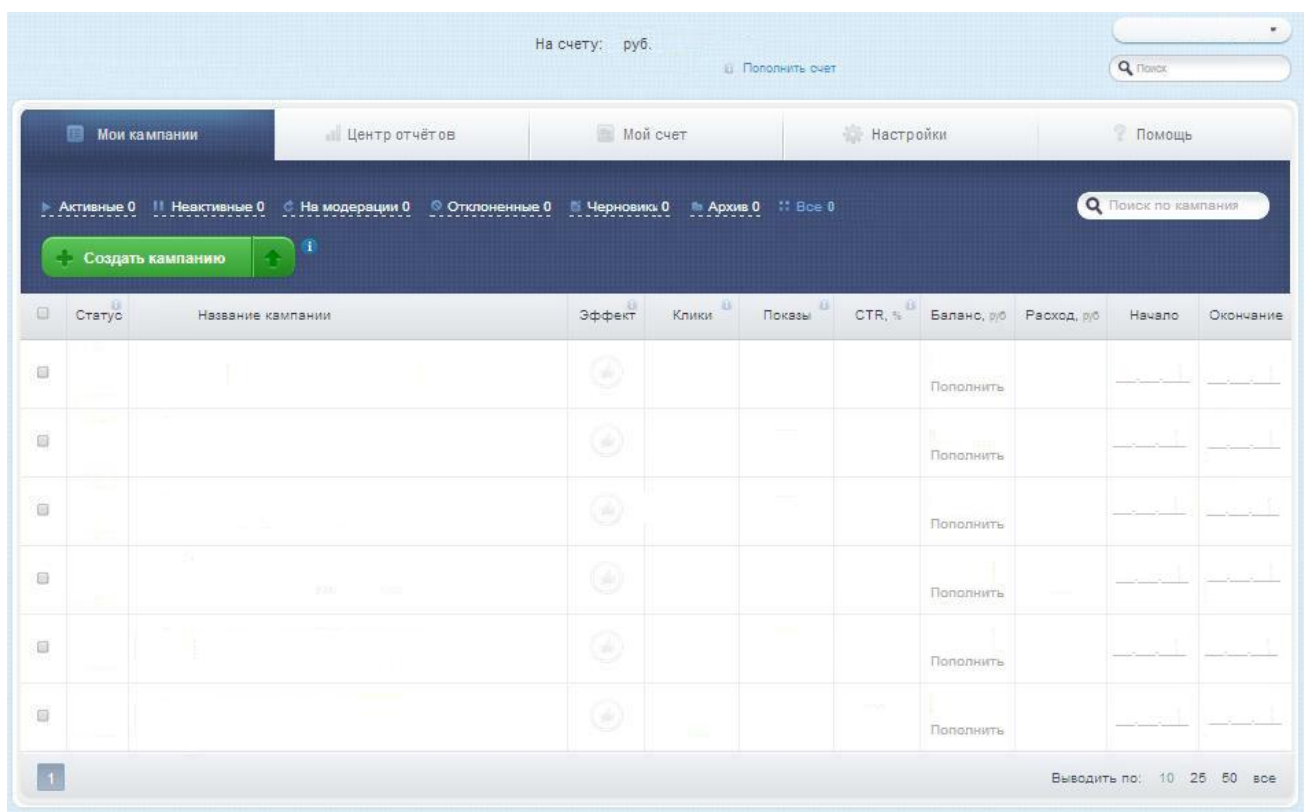 На счету: руб.
Пополнить счет
Поиск
Мои кампании Центр отчётов Мой счет Настройки Помощь
Активные 0 Неактивные 0 На модерации 0 Отклоненные 0 Черновики 0 Архив 0 Все 0
Поиск по кампания
Создать кампанию
Статус Название кампании Эффект Клики Показы CTR, % Баланс, руб Расход, руб Начало Окончание
Пополнить
Пополнить
Пополнить
Пополнить
Пополнить
Пополнить
1 Выводить по: 10 25 50 все